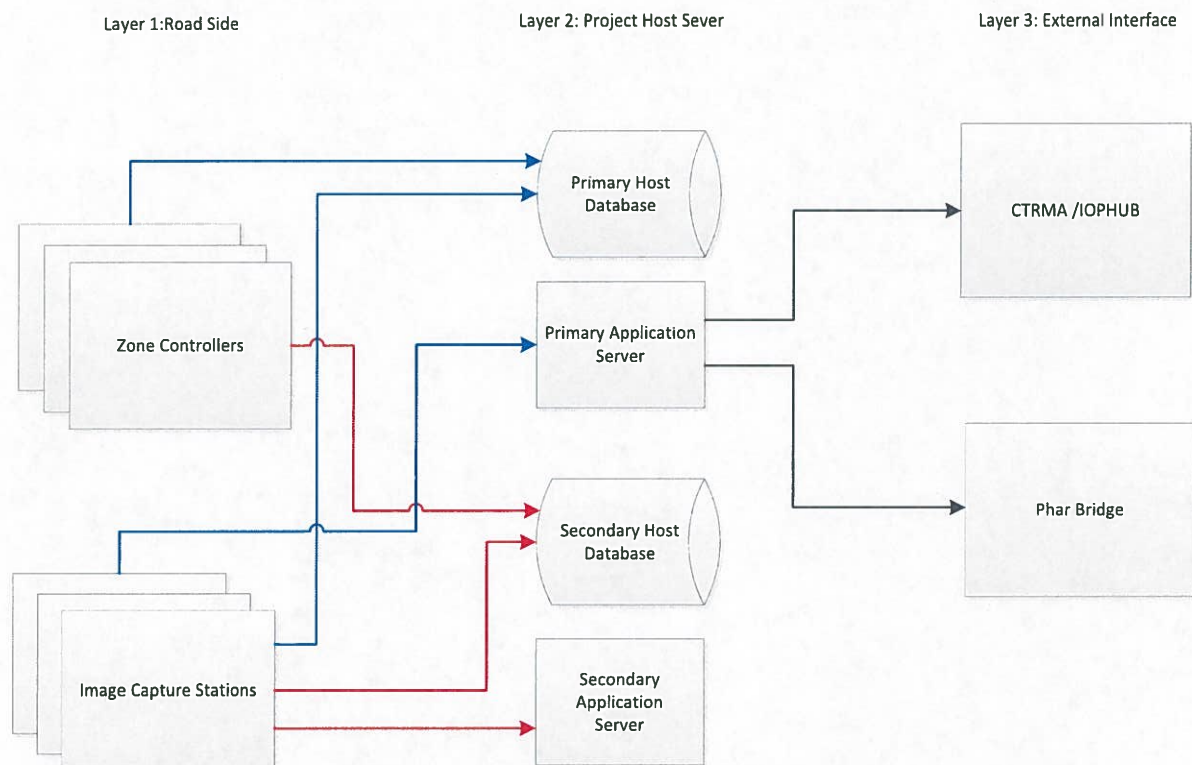 Layer 1:Road Side
Layer 2: Project Host Sever
Layer 3: External Interface
Primary Host
Database
CTRMA /IOPHUB
Zone Controllers
Primary Application
Server
Secondary Host
Database
Phar Bridge
Image Capture Stations
Secondary
Application
Server